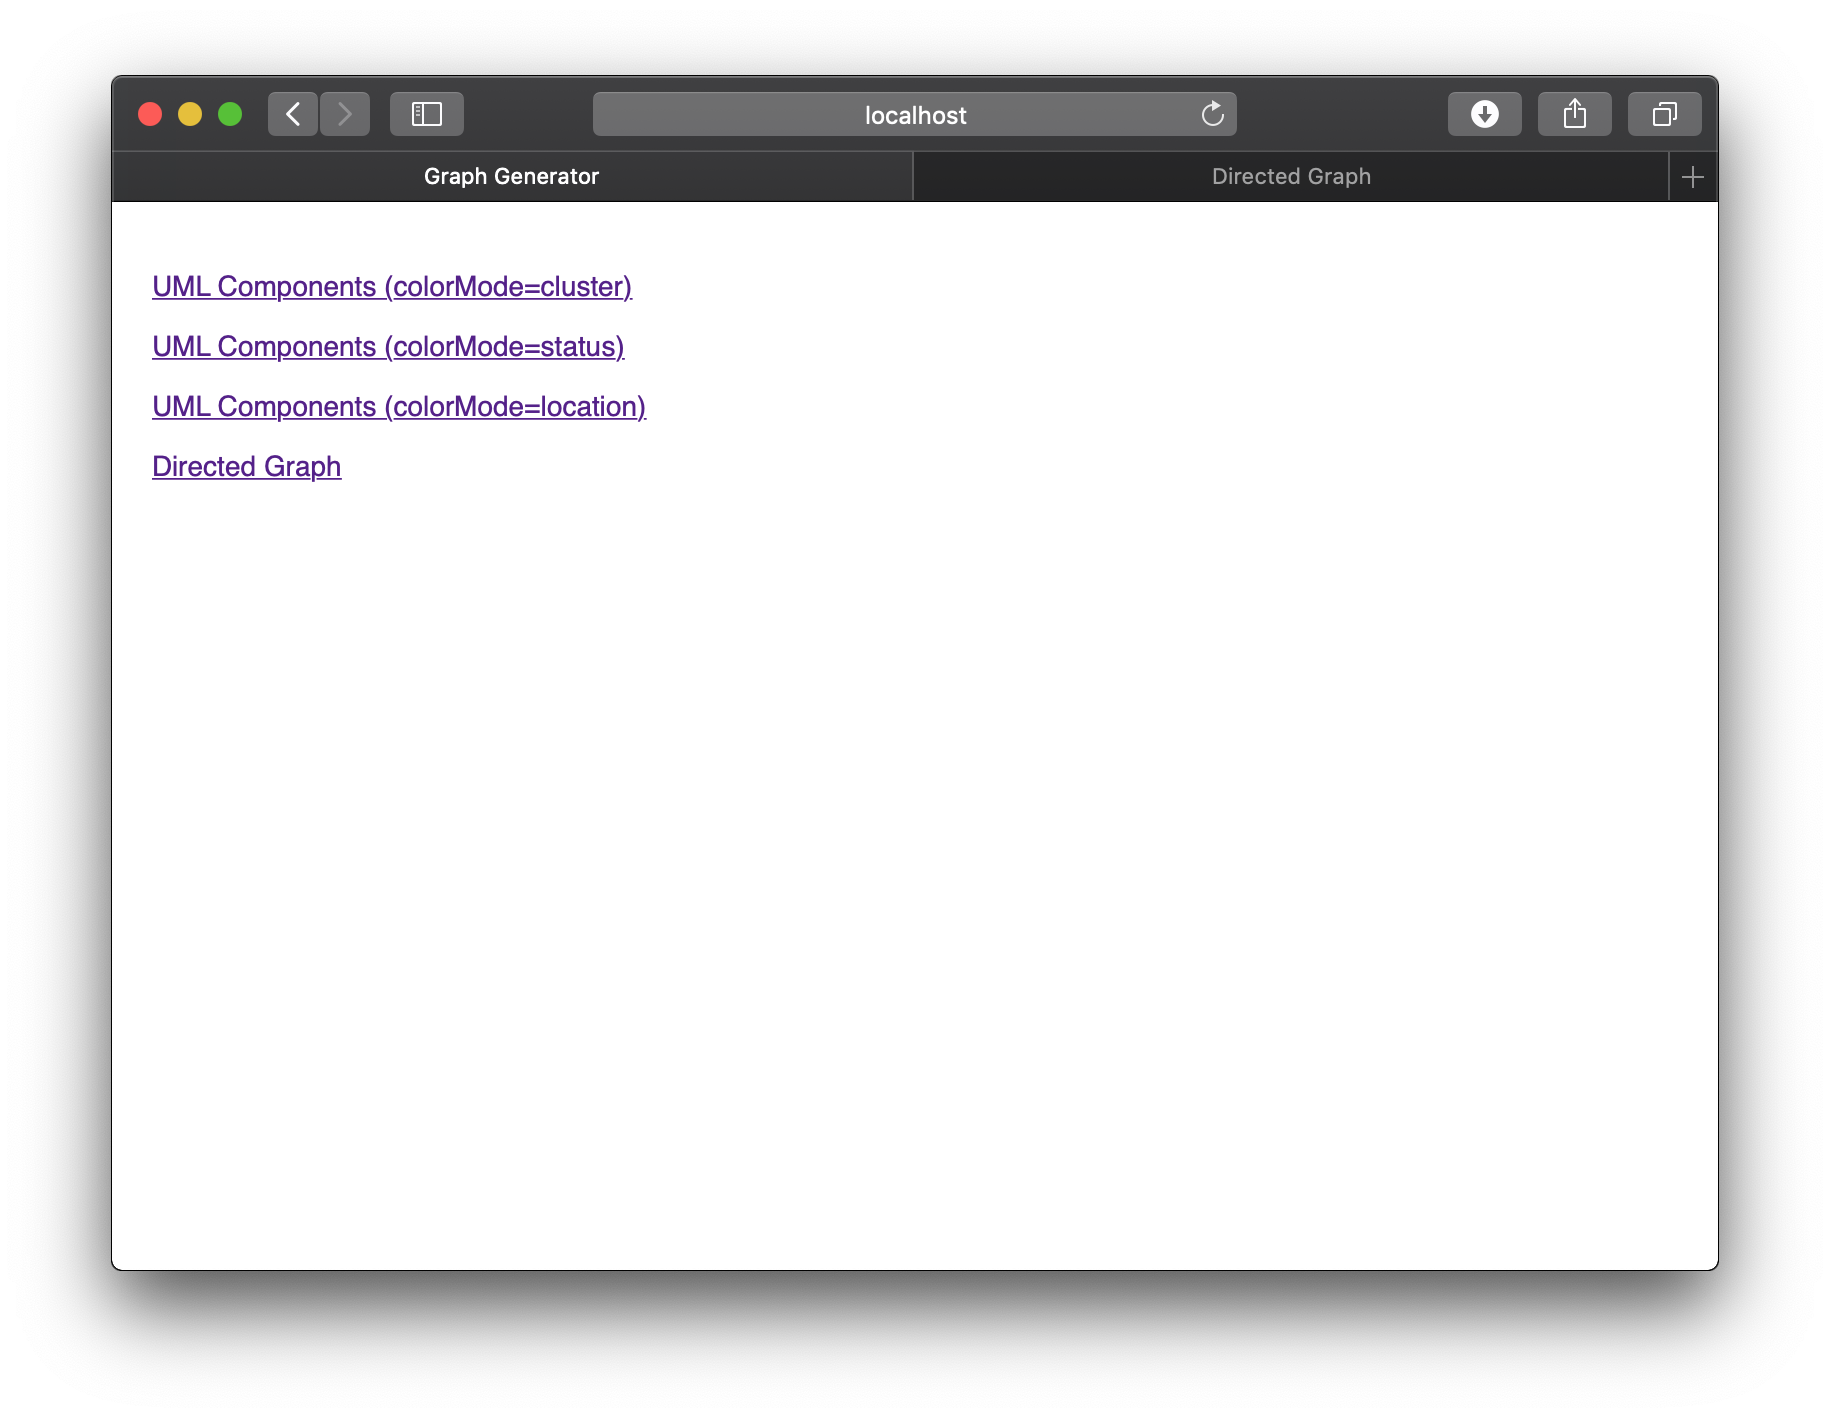 localhost
Graph Generator
Directed Graph
UML Components (colorMode=cluster)
UML Components (colorMode=status)
UML Components (colorMode=location)
Directed Graph